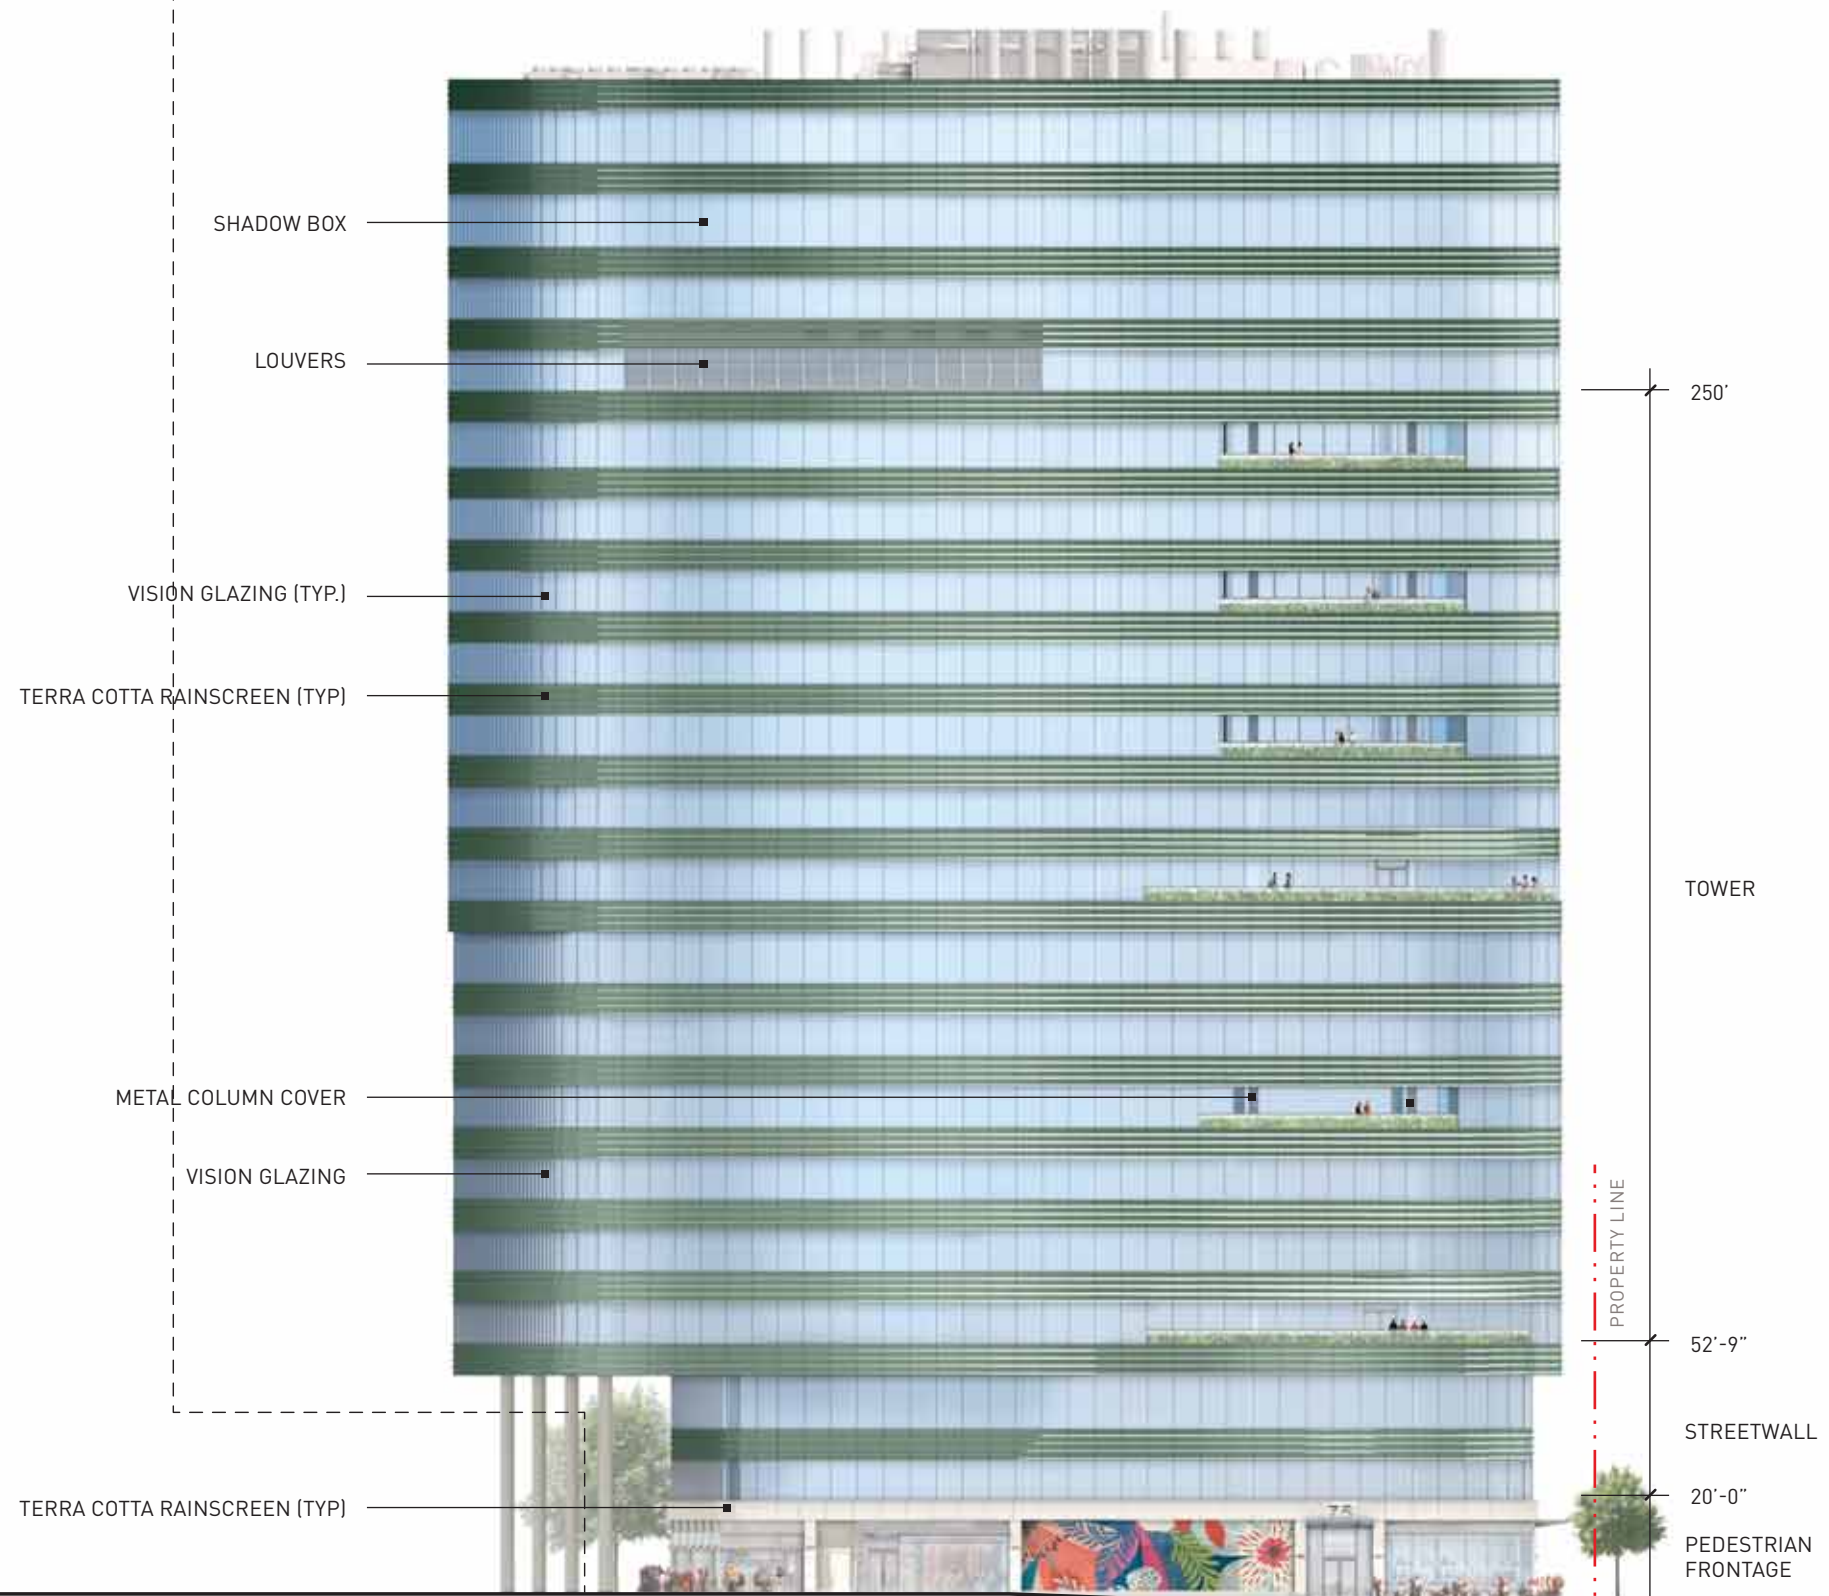 SHADOW BOX
LOUVERS
250'
VISION GLAZING (TYP.)
TERRA COTTA RAINSCREEN (TYP)
TOWER
METAL COLUMN COVER
VISION GLAZING
PROPERTY LINE
52'-9"
STREETWALL
20'-0"
TERRA COTTA RAINSCREEN (TYP)
75
PEDESTRIAN
FRONTAGE